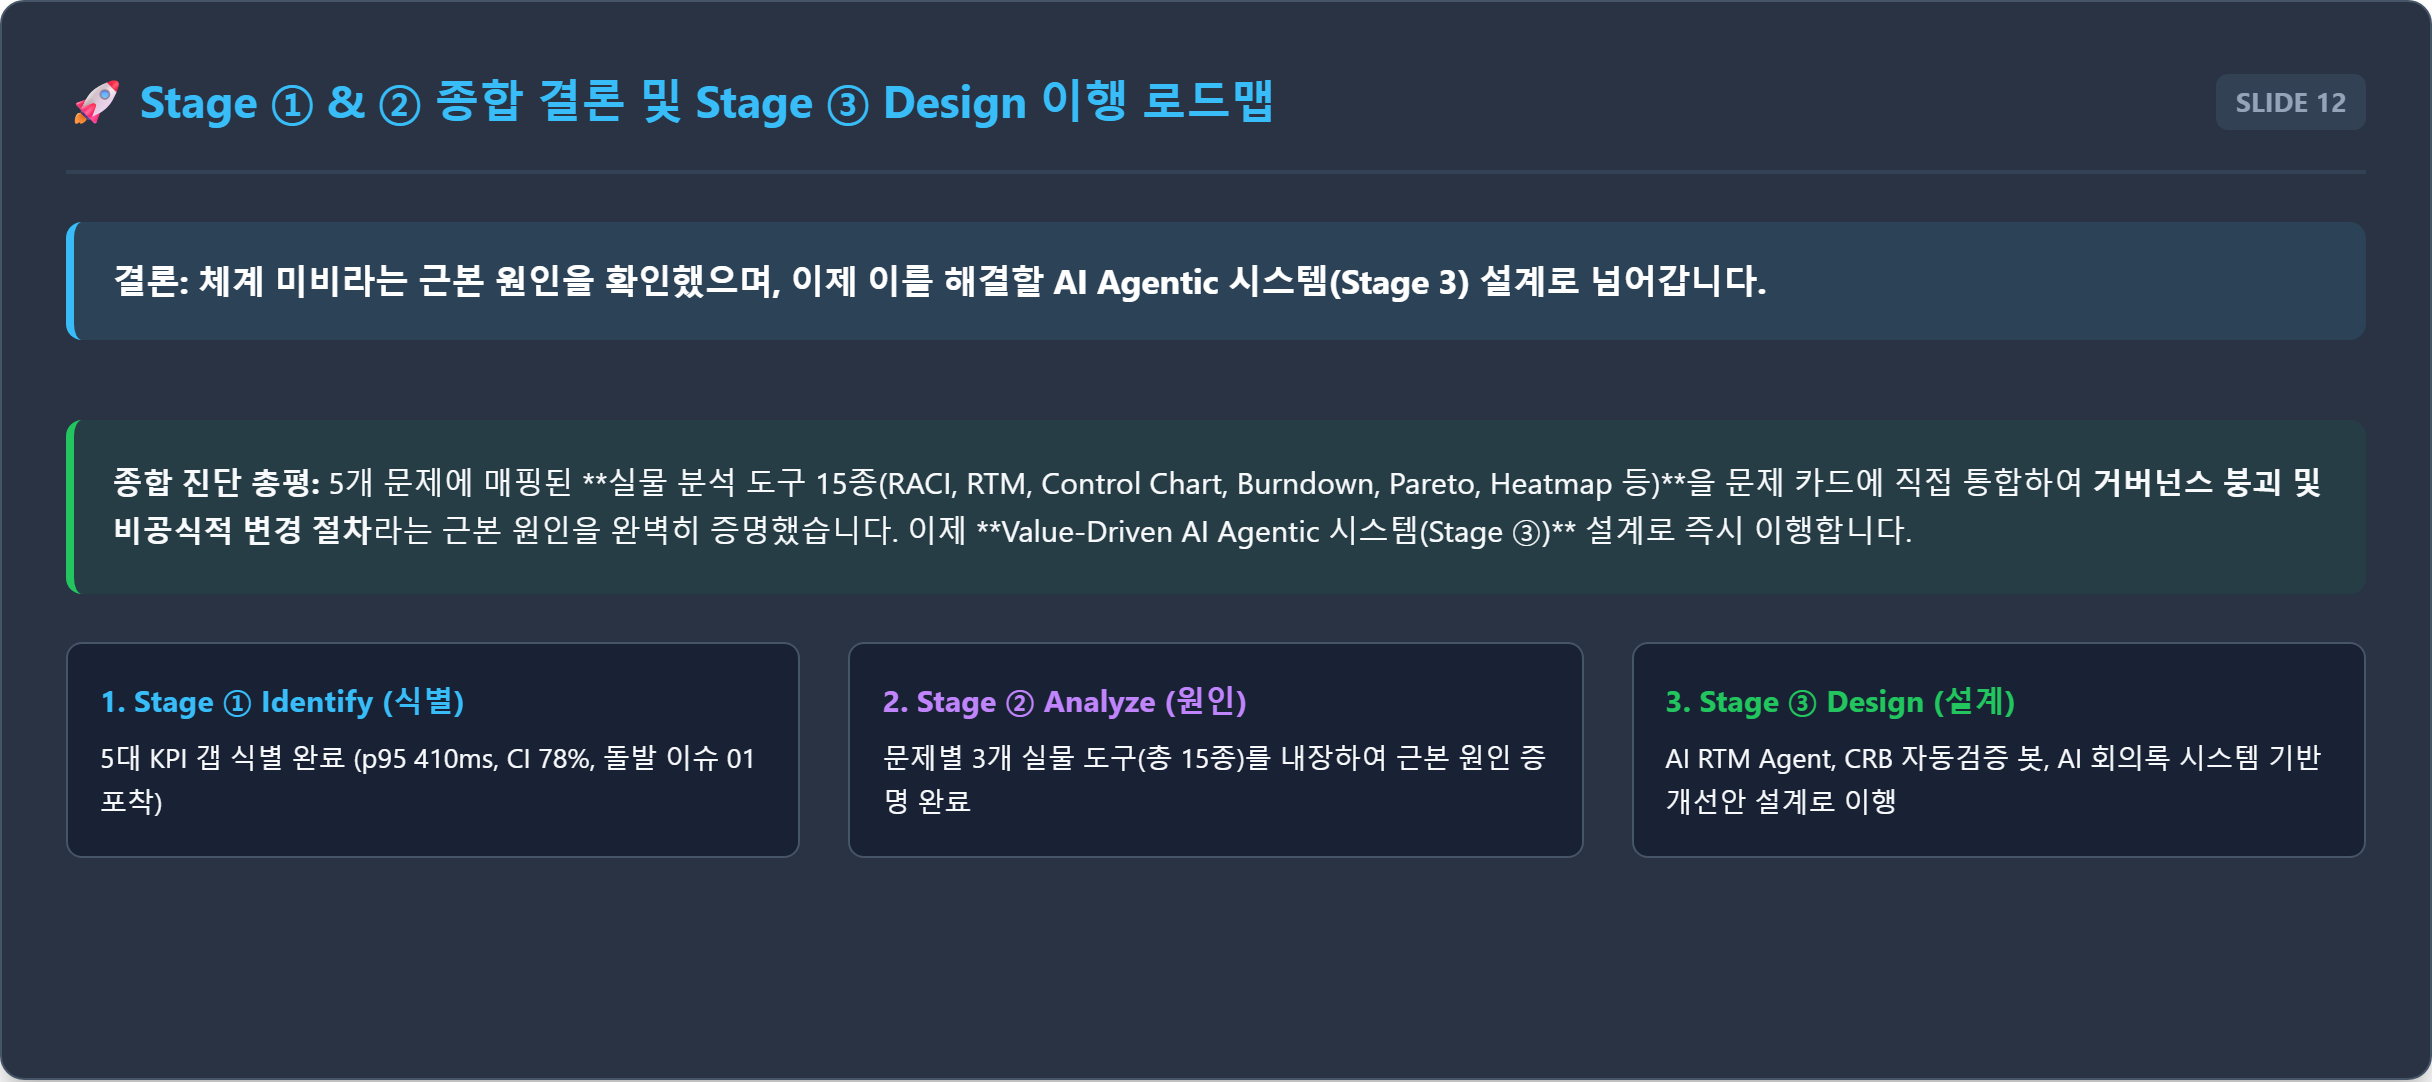 🚀 Stage ① & ② 종합 결론 및 Stage ③ Design 이행 로드맵
SLIDE 12
결론: 체계 미비라는 근본 원인을 확인했으며, 이제 이를 해결할 AI Agentic 시스템(Stage 3) 설계로 넘어갑니다.
종합 진단 총평: 5개 문제에 매핑된 **실물 분석 도구 15종(RACI, RTM, Control Chart, Burndown, Pareto, Heatmap 등)**을 문제 카드에 직접 통합하여 거버넌스 붕괴 및
비공식적 변경 절차라는 근본 원인을 완벽히 증명했습니다. 이제 **Value-Driven AI Agentic 시스템(Stage ③)** 설계로 즉시 이행합니다.
1. Stage ① Identify (식별)
5대 KPI 갭 식별 완료 (p95 410ms, CI 78%, 돌발 이슈 01
포착)
2. Stage ② Analyze (원인)
문제별 3개 실물 도구(총 15종)를 내장하여 근본 원인 증
명 완료
3. Stage ③ Design (설계)
AI RTM Agent, CRB 자동검증 봇, AI 회의록 시스템 기반
개선안 설계로 이행